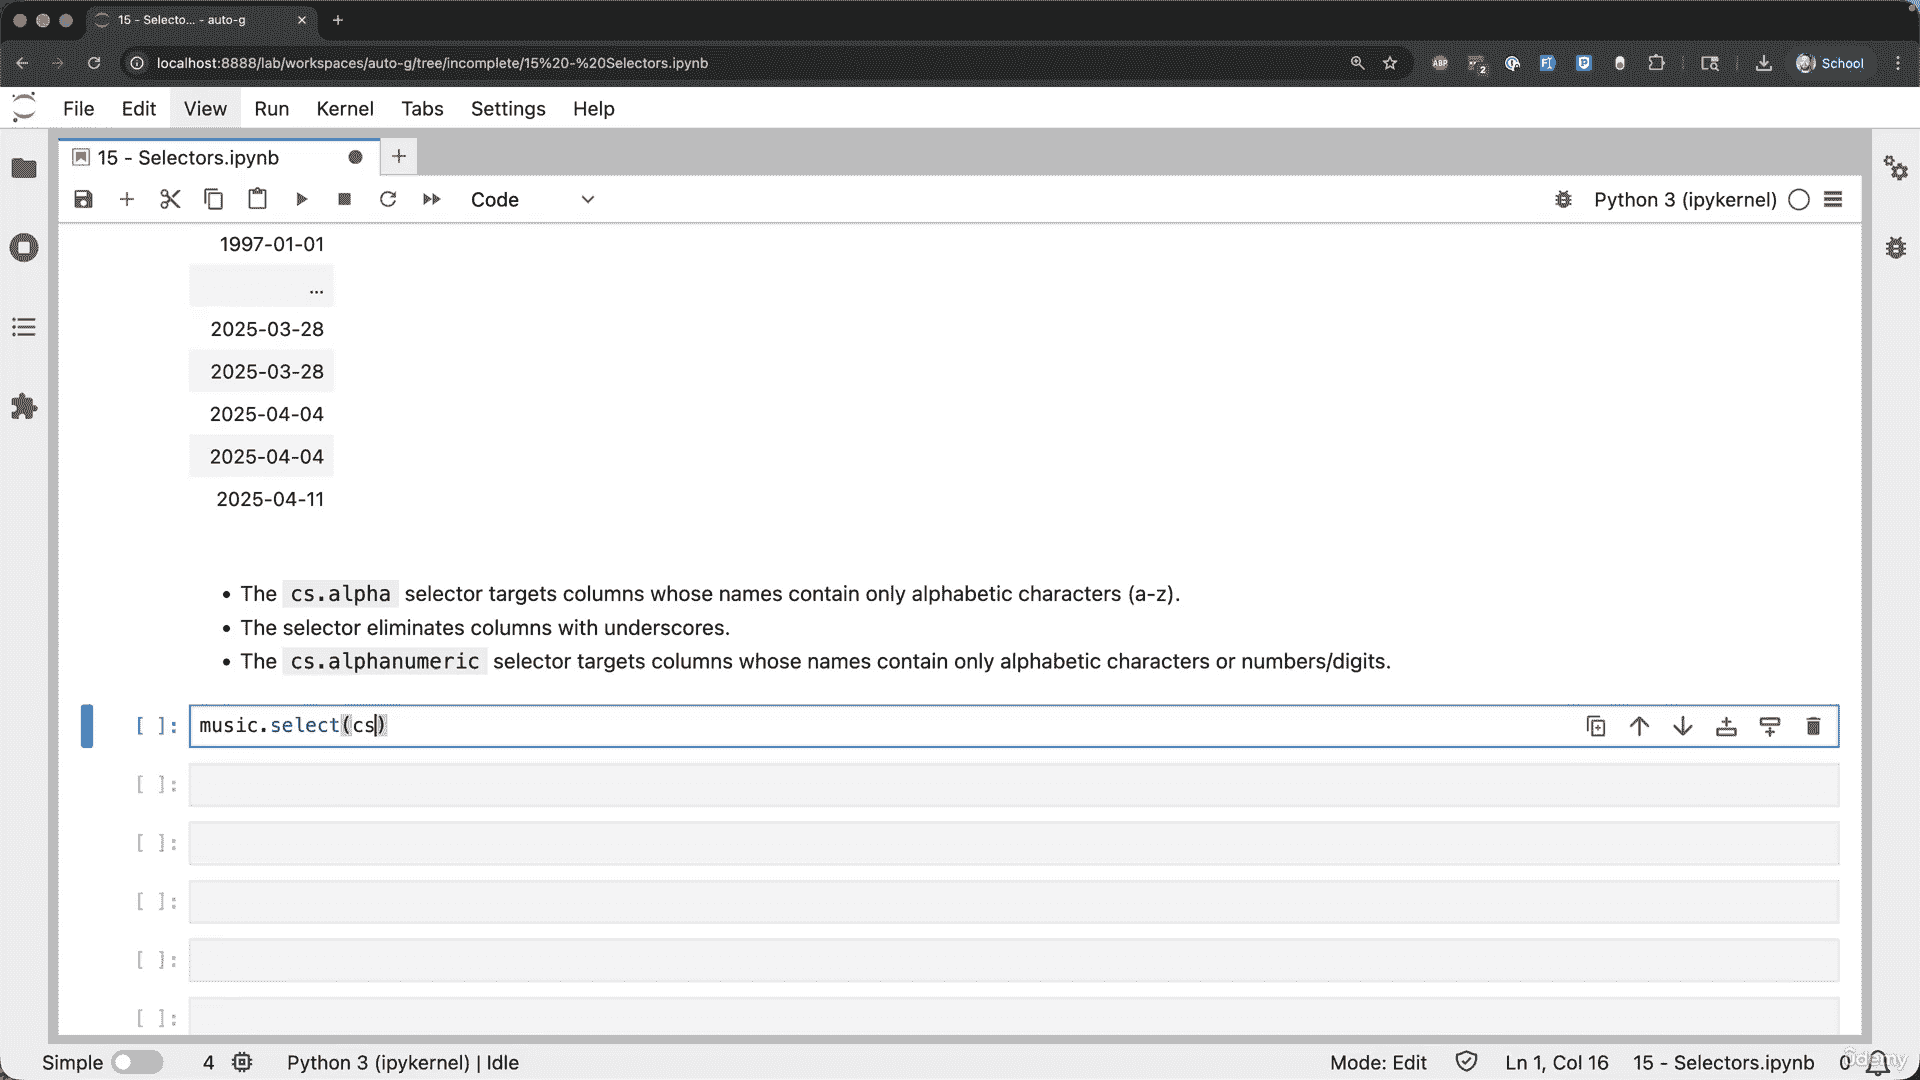 15 - Selecto... - auto-g
localhost:8888/lab/workspaces/auto-g/tree/incomplete/15%20-%20Selectors.ipynb
ABP
2
School
File Edit View Run Kernel Tabs Settings Help
15 - Selectors.ipynb
Code
Python 3 (ipykernel)
1997-01-01
...
2025-03-28
2025-03-28
2025-04-04
2025-04-04
2025-04-11
• The cs.alpha selector targets columns whose names contain only alphabetic characters (a-z).
• The selector eliminates columns with underscores.
• The cs.alphanumeric selector targets columns whose names contain only alphabetic characters or numbers/digits.
[ ]: music.select(cs)
[ ]:
[ ]:
[ ]:
[ ]:
[ ]:
Simple 4 Python 3 (ipykernel) | Idle Mode: Edit Ln 1, Col 16 15 - Selectors.ipynb 0
Udemy